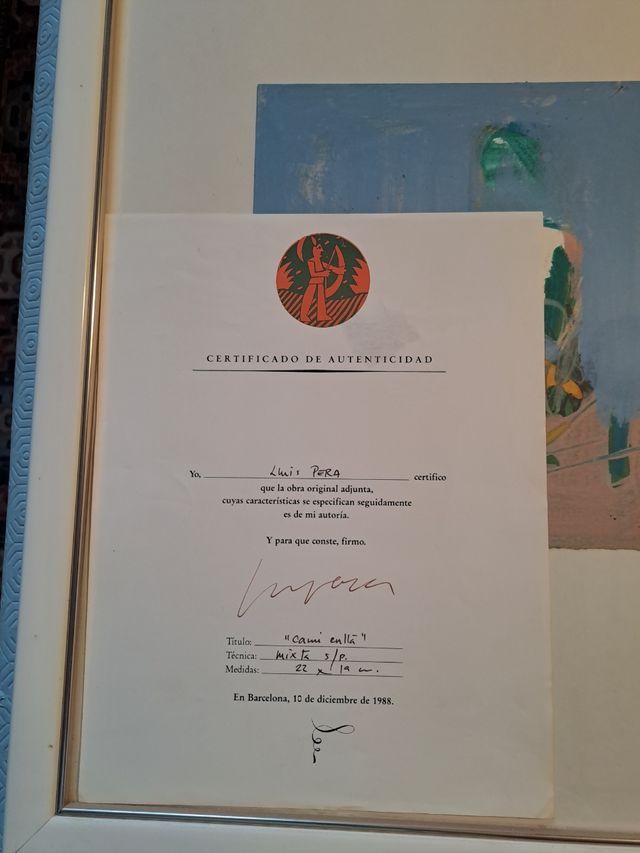 CERTIFICADO DE AUTENTICIDAD
Yo, LLuis PERA certifico
que la obra original adjunta,
cuyas características se especifican seguidamente
es de mi autoría.
Y para que conste, firmo.
Título: "Camí enllà"
Técnica: mixta s/p.
Medidas: 22 x 19 cm.
En Barcelona, 10 de diciembre de 1988.